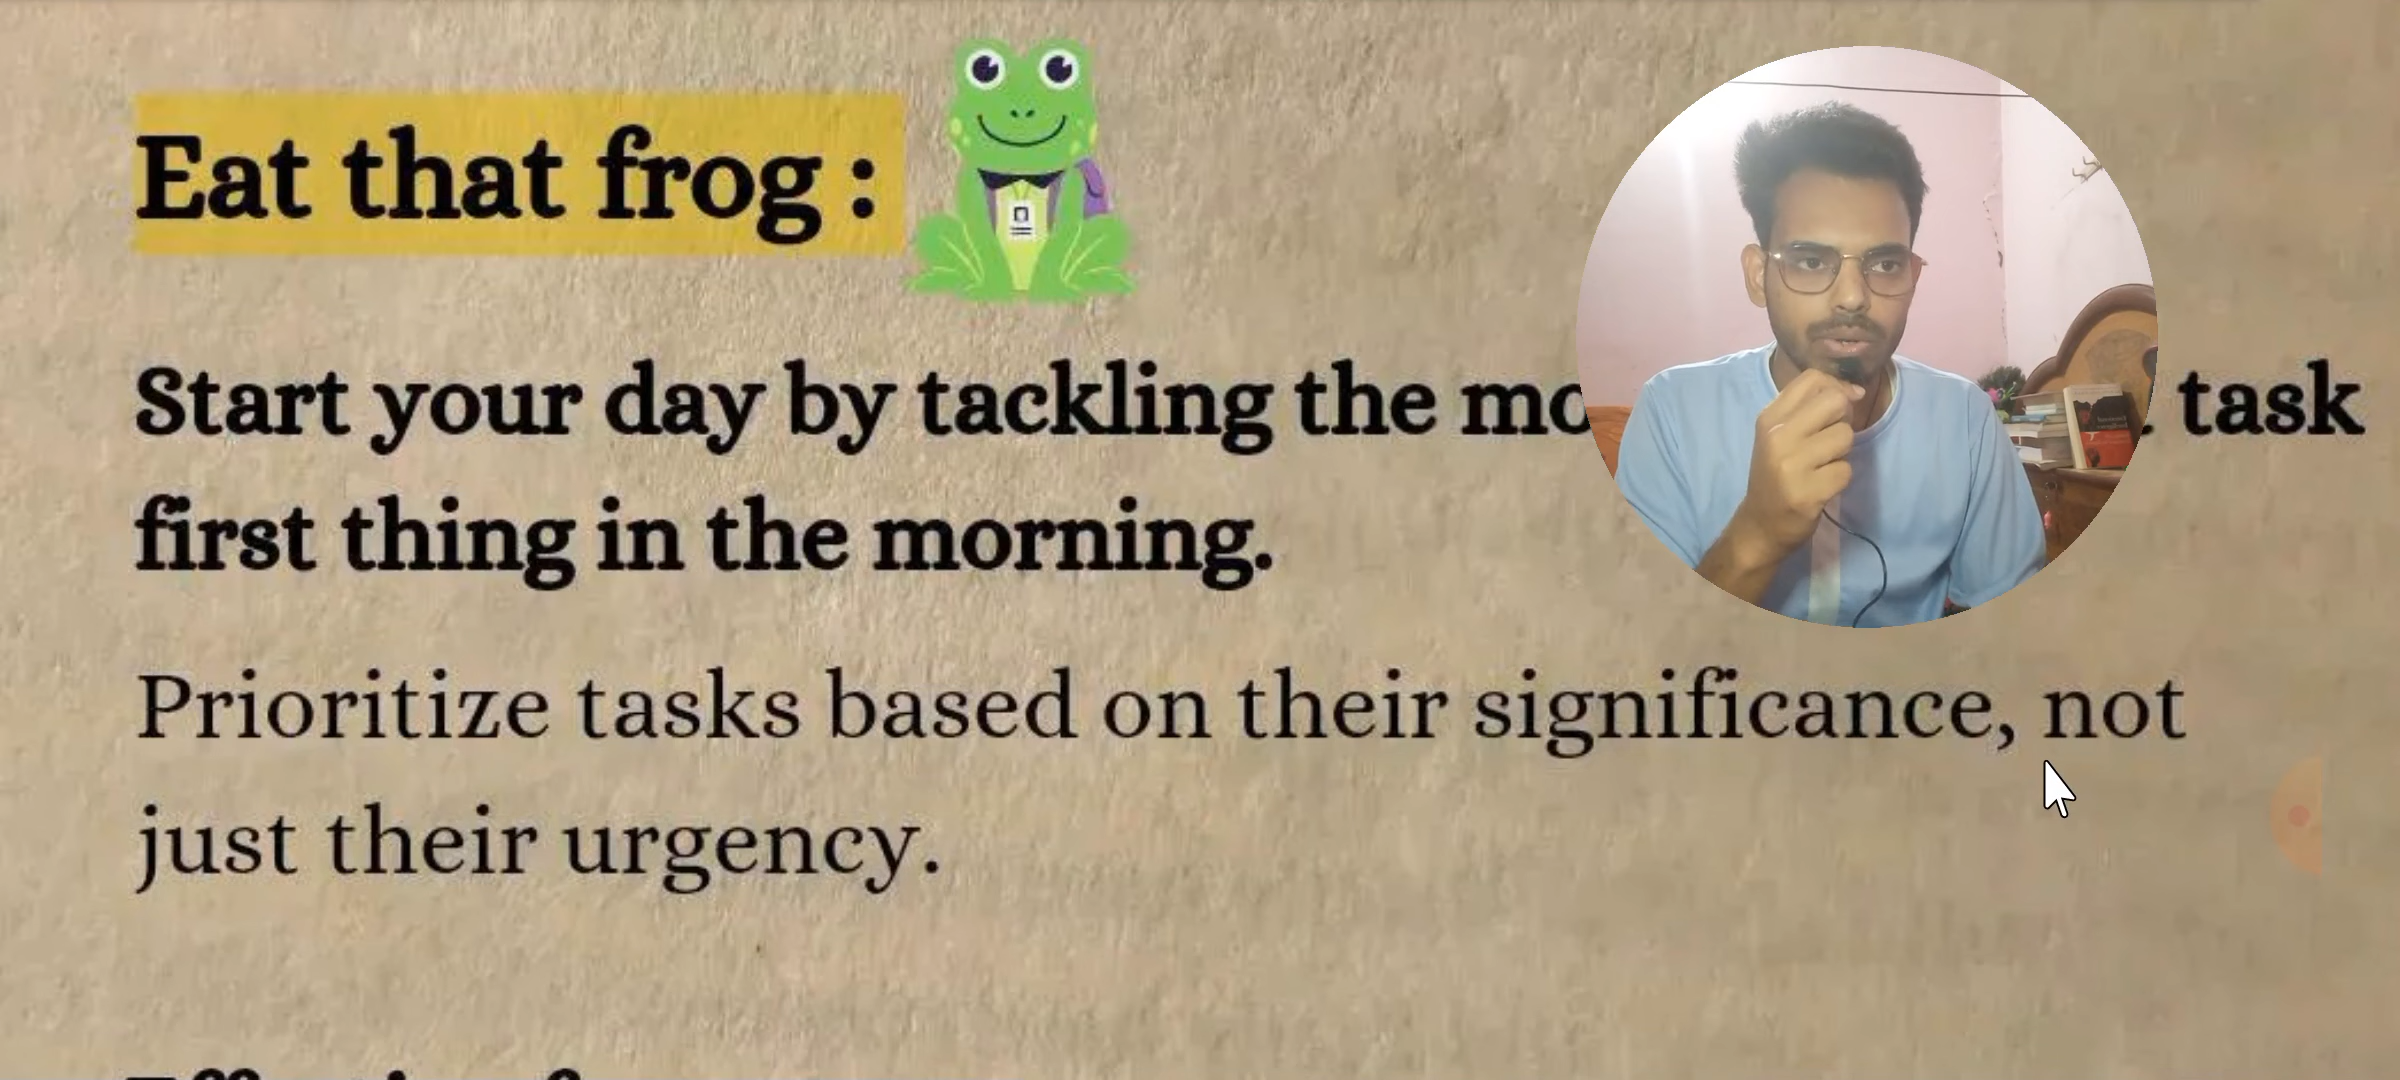 Eat that frog :
Start your day by tackling the task
first thing in the morning.
Prioritize tasks based on their significance, not
just their urgency.